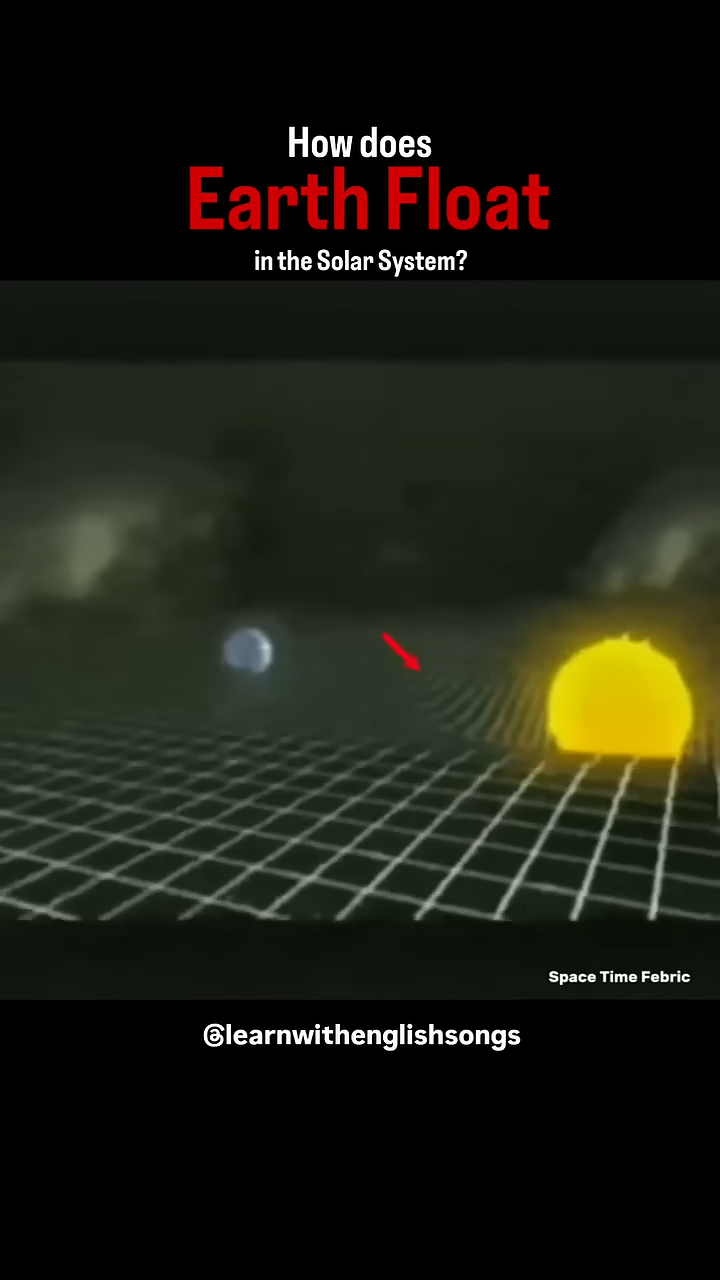 How does
Earth Float
in the Solar System?
Space Time Febric
@learnwithenglishsongs